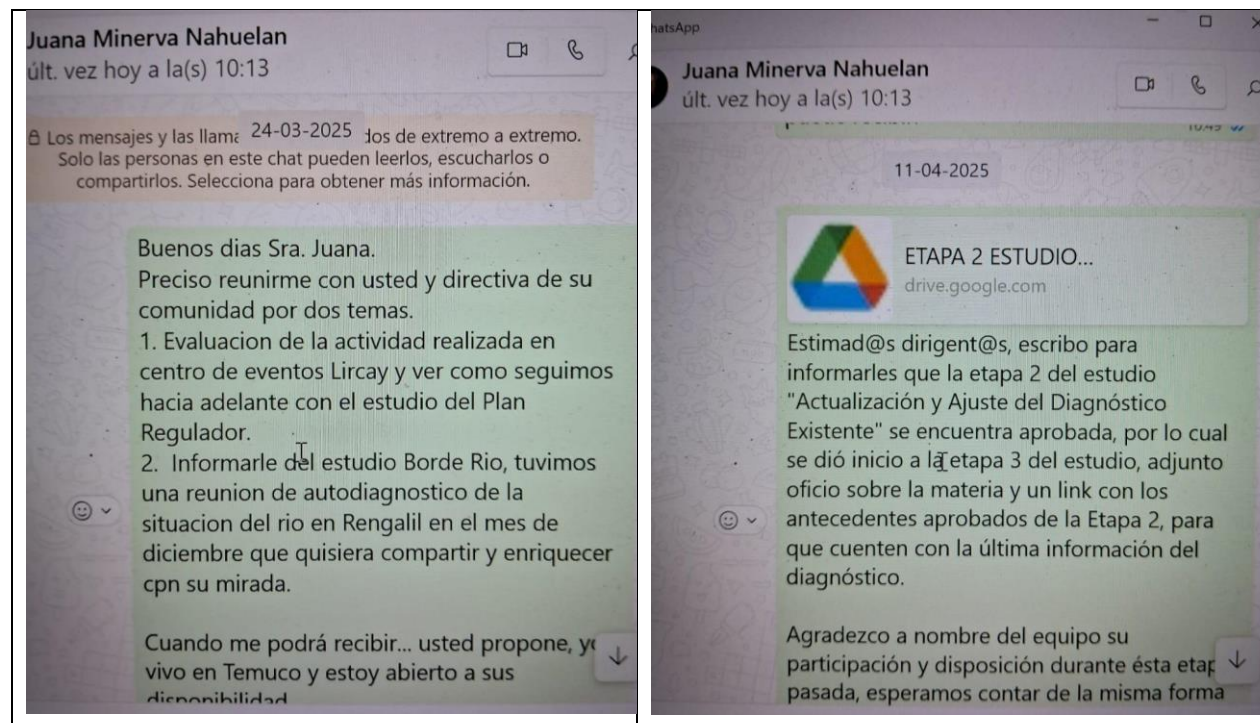 Juana Minerva Nahuelan
últ. vez hoy a la(s) 10:13
24-03-2025
Los mensajes y las llama dos de extremo a extremo.
Solo las personas en este chat pueden leerlos, escucharlos o
compartirlos. Selecciona para obtener más información.
Buenos dias Sra. Juana.
Preciso reunirme con usted y directiva de su
comunidad por dos temas.
1. Evaluacion de la actividad realizada en
centro de eventos Lircay y ver como seguimos
hacia adelante con el estudio del Plan
Regulador.
2. Informarle del estudio Borde Rio, tuvimos
una reunion de autodiagnostico de la
situacion del rio en Rengalil en el mes de
diciembre que quisiera compartir y enriquecer
cpn su mirada.
Cuando me podrá recibir... usted propone, yo
vivo en Temuco y estoy abierto a sus
disponibilidad
hatsApp
Juana Minerva Nahuelan
últ. vez hoy a la(s) 10:13
10:45
11-04-2025
ETAPA 2 ESTUDIO...
drive.google.com
Estimad@s dirigent@s, escribo para
informarles que la etapa 2 del estudio
"Actualización y Ajuste del Diagnóstico
Existente" se encuentra aprobada, por lo cual
se dió inicio a la etapa 3 del estudio, adjunto
oficio sobre la materia y un link con los
antecedentes aprobados de la Etapa 2, para
que cuenten con la última información del
diagnóstico.
Agradezco a nombre del equipo su
participación y disposición durante ésta etap
pasada, esperamos contar de la misma forma